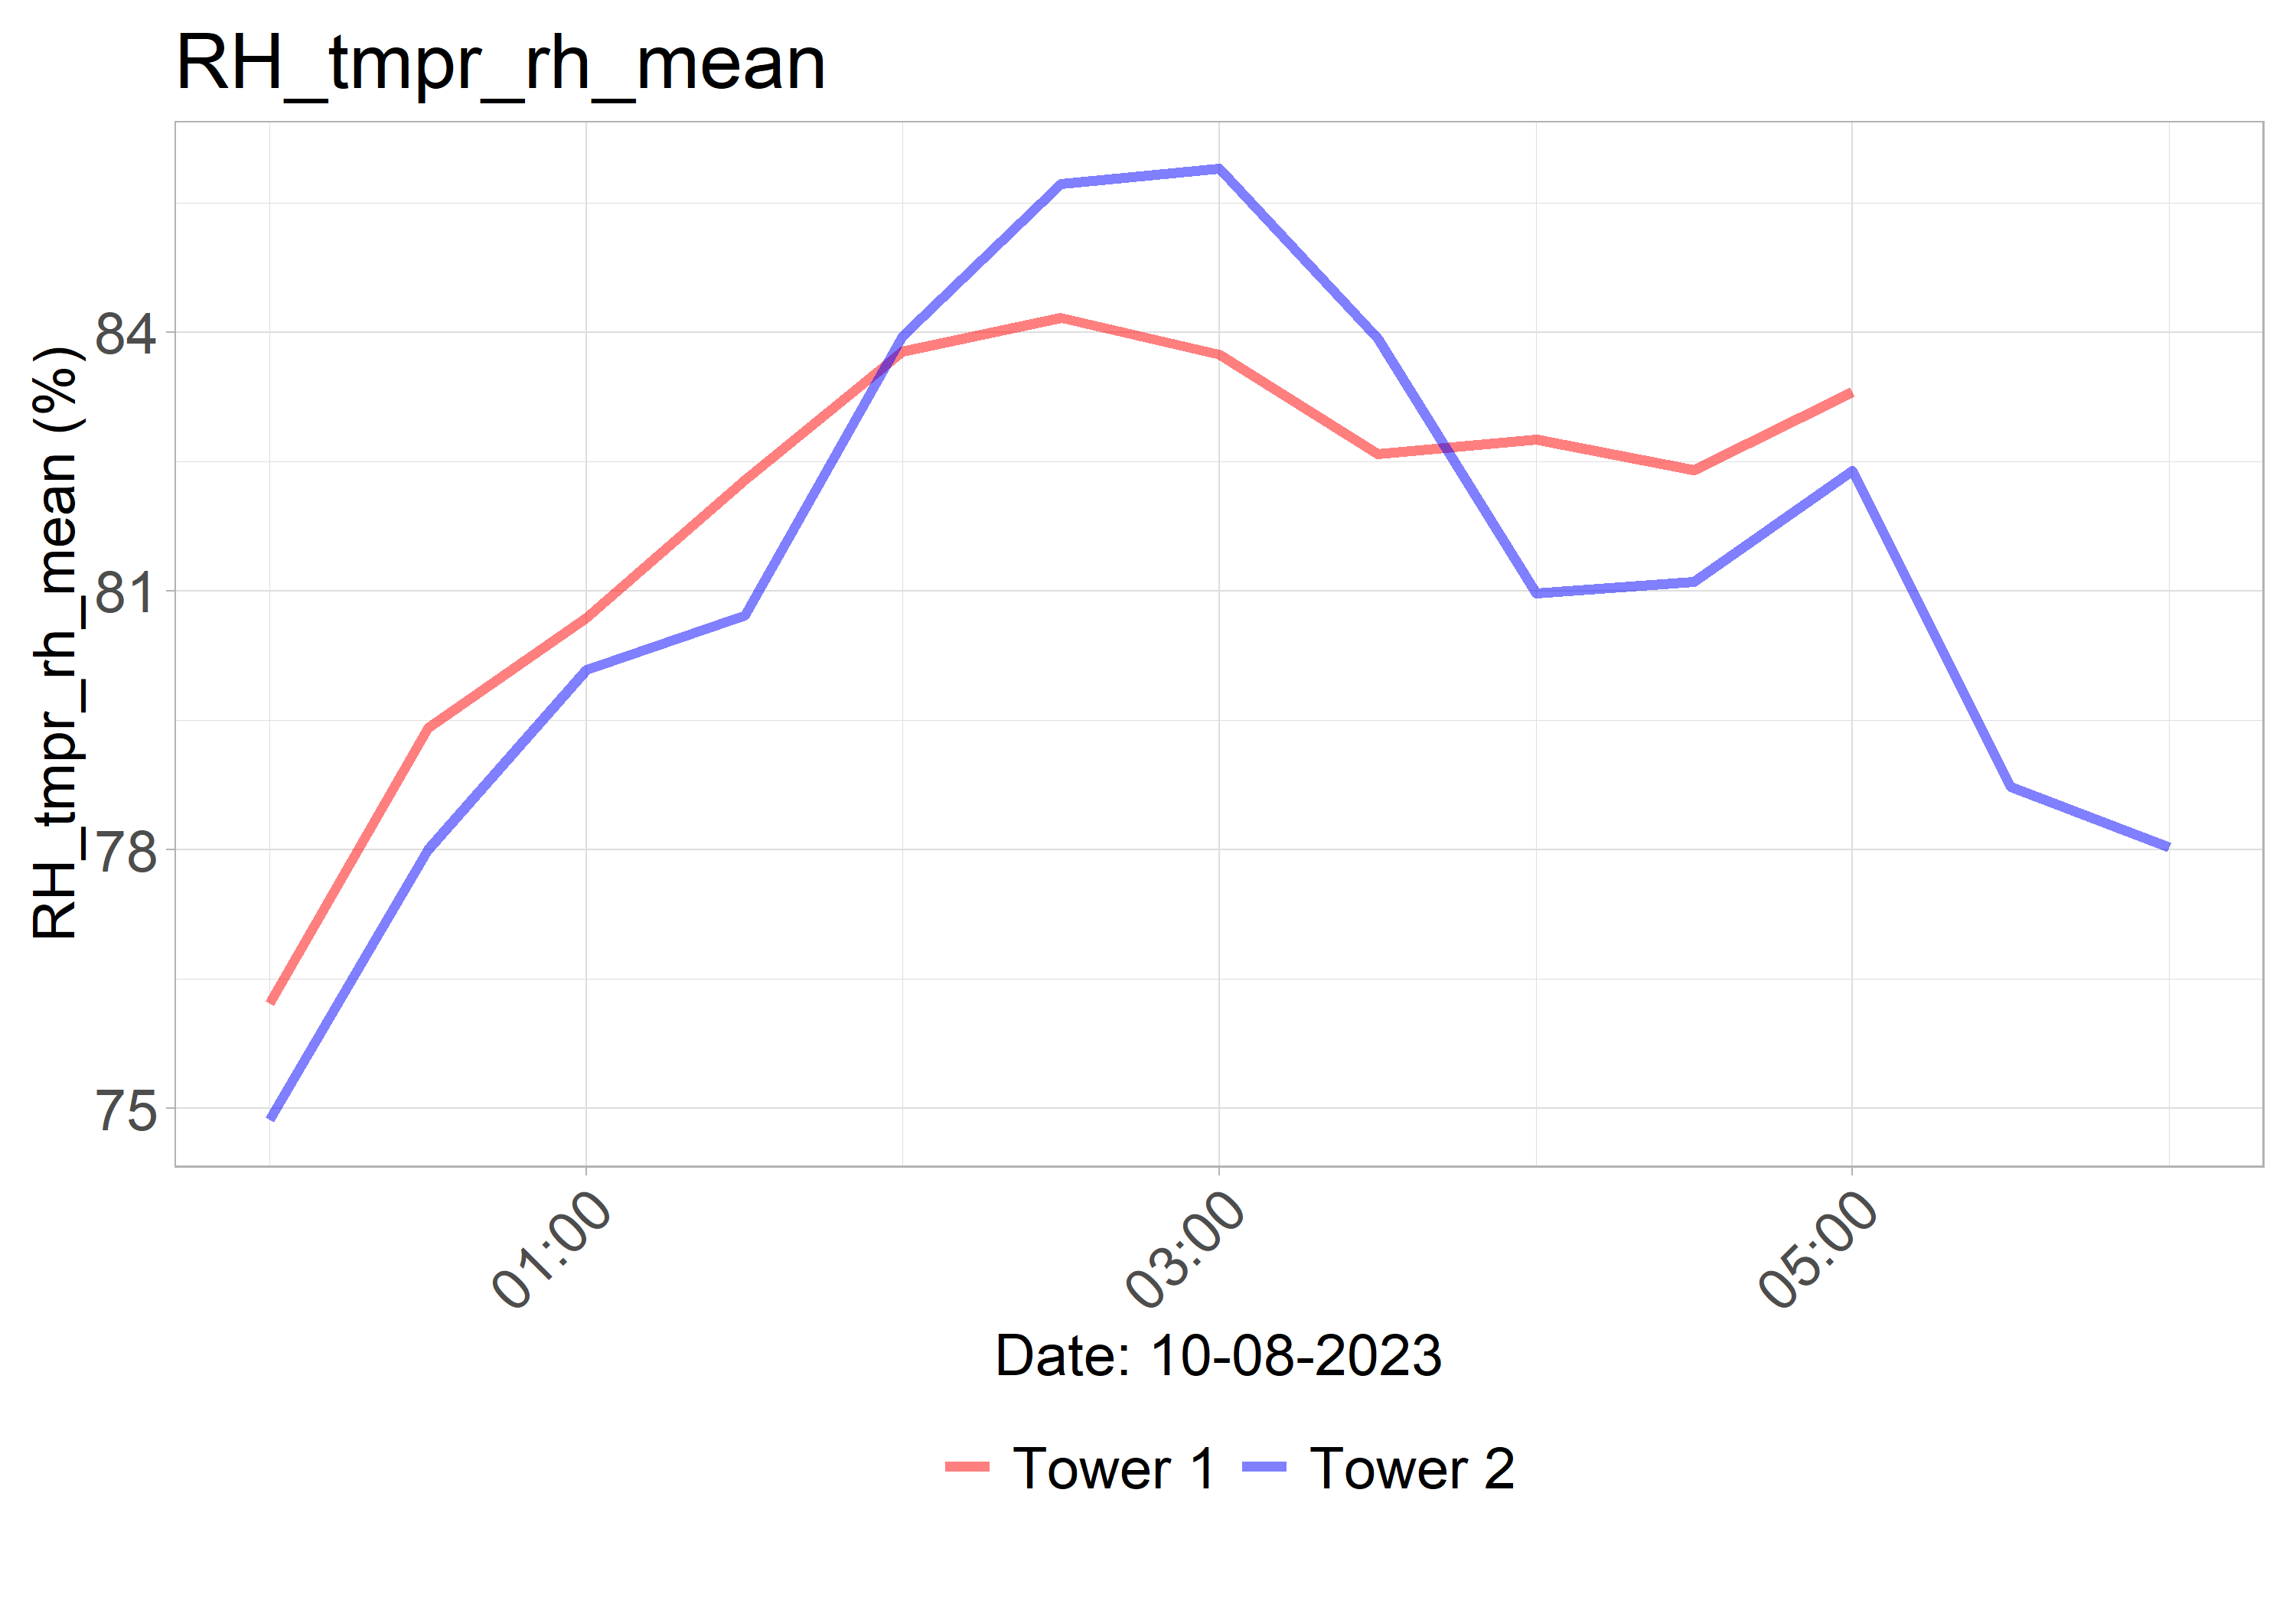 RH_tmpr_rh_mean
RH_tmpr_rh_mean (%)
84
81
78
75
01:00
03:00
05:00
Date: 10-08-2023
Tower 1
Tower 2